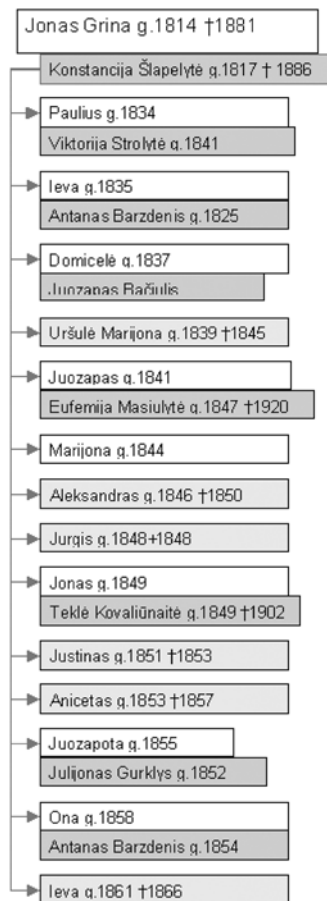 Jonas Grina g.1814 †1881
Konstancija Šlapelytė g.1817 † 1886
Paulius g.1834
Viktorija Strolytė g.1841
Ieva g.1835
Antanas Barzdenis g.1825
Domicelė g.1837
Juozapas Bačiulis
Uršulė Marijona g.1839 †1845
Juozapas g.1841
Eufemija Masiulytė g.1847 †1920
Marijona g.1844
Aleksandras g.1846 †1850
Jurgis g.1848+1848
Jonas g.1849
Teklė Kovaliūnaitė g.1849 †1902
Justinas g.1851 †1853
Anicetas g.1853 †1857
Juozapota g.1855
Julijonas Gurklys g.1852
Ona g.1858
Antanas Barzdenis g.1854
Ieva g.1861 †1866